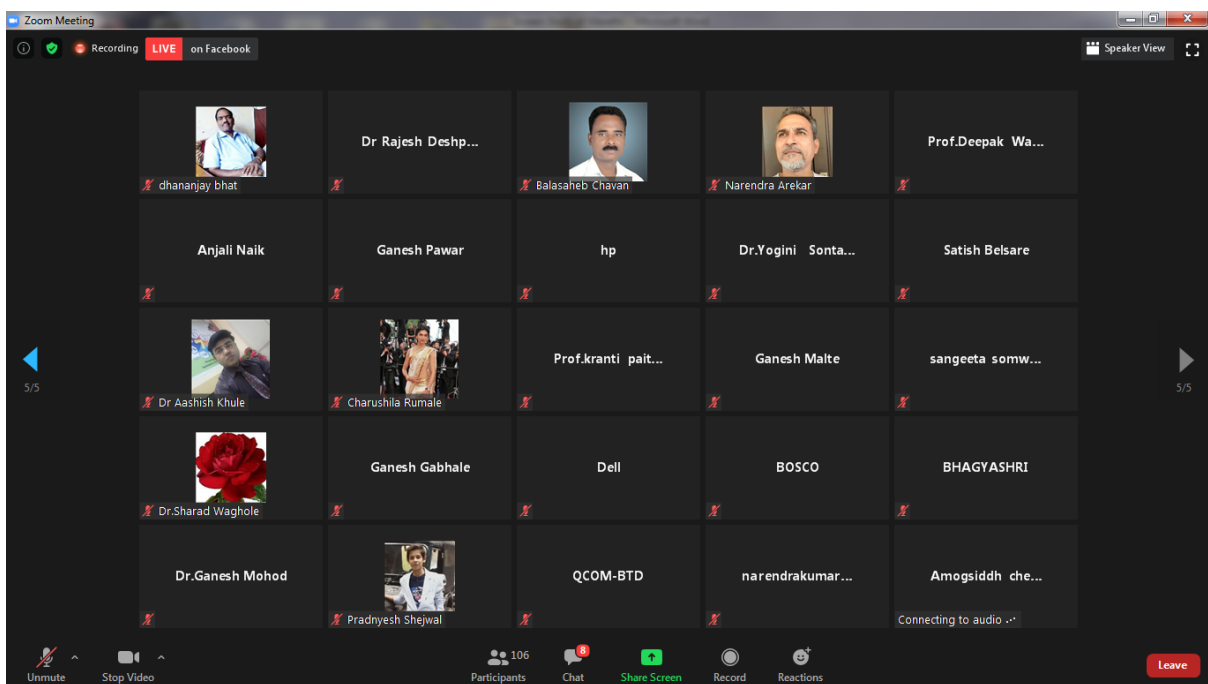 Zoom Meeting
Recording LIVE on Facebook
Speaker View
dhananjay bhat
Dr Rajesh Deshp...
Balasaheb Chavan
Narendra Arekar
Prof.Deepak Wa...
Anjali Naik
Ganesh Pawar
hp
Dr.Yogini Sonta...
Satish Belsare
5/5
Dr Aashish Khule
Charushila Rumale
Prof.kranti pait...
Ganesh Malte
sangeeta somw...
5/5
Dr.Sharad Waghole
Ganesh Gabhale
Dell
BOSCO
BHAGYASHRI
Dr.Ganesh Mohod
Pradnyesh Shejwal
QCOM-BTD
narendrakumar...
Amogsiddh che...
Connecting to audio
Unmute
Stop Video
106
Participants
8
Chat
Share Screen
Record
Reactions
Leave